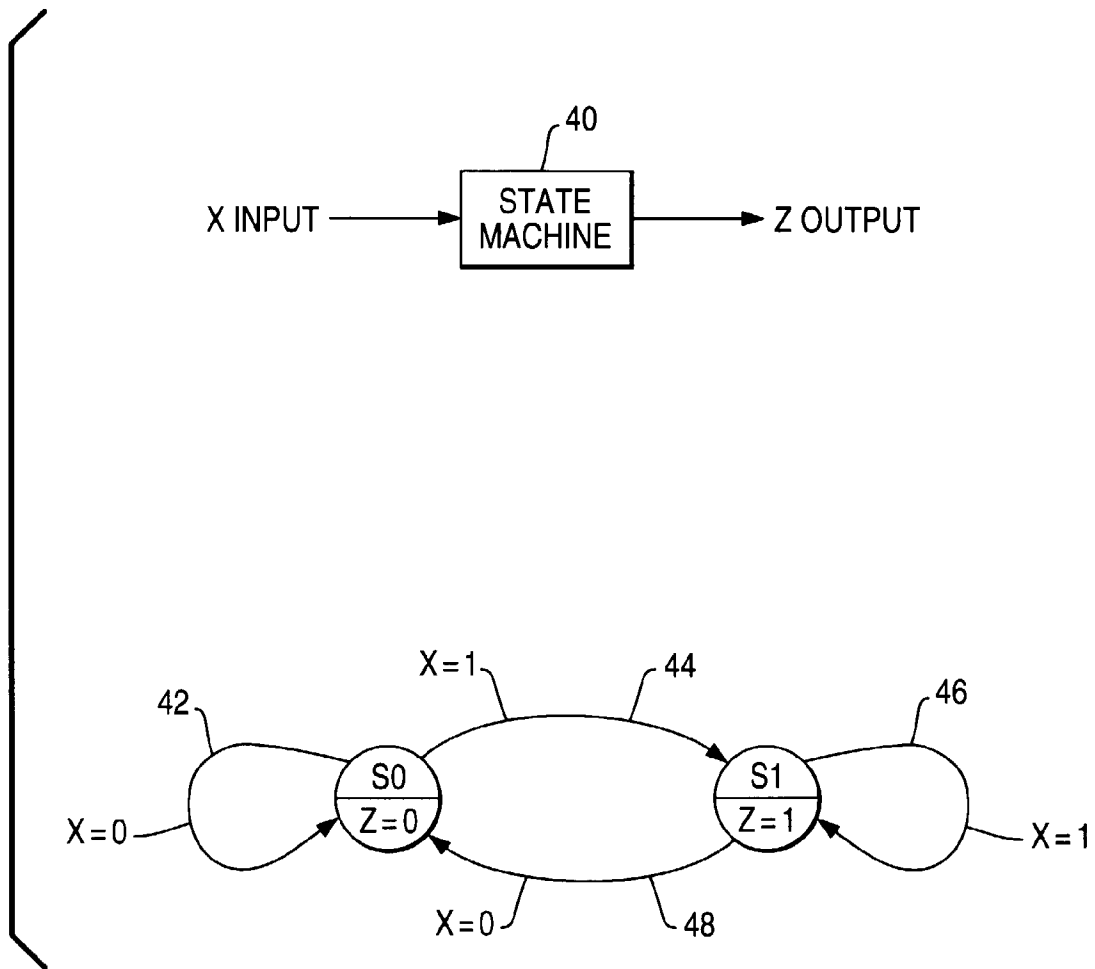 40
X INPUT
STATE
MACHINE
Z OUTPUT
X=1
44
42
46
S0
Z=0
S1
Z=1
X=0
X=1
X=0
48